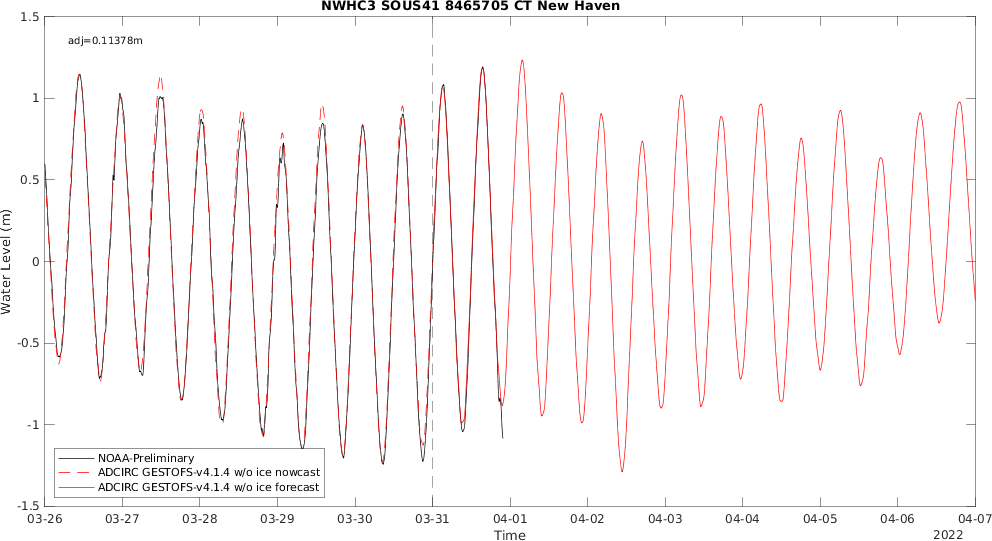 NWHC3 SOUS41 8465705 CT New Haven
adj=0.11378m
1.5
1
0.5
0
-0.5
-1
-1.5
Water Level (m)
NOAA-Preliminary
ADCIRC GESTOFS-v4.1.4 w/o ice nowcast
ADCIRC GESTOFS-v4.1.4 w/o ice forecast
03-26 03-27 03-28 03-29 03-30 03-31 04-01 04-02 04-03 04-04 04-05 04-06 04-07
Time
2022